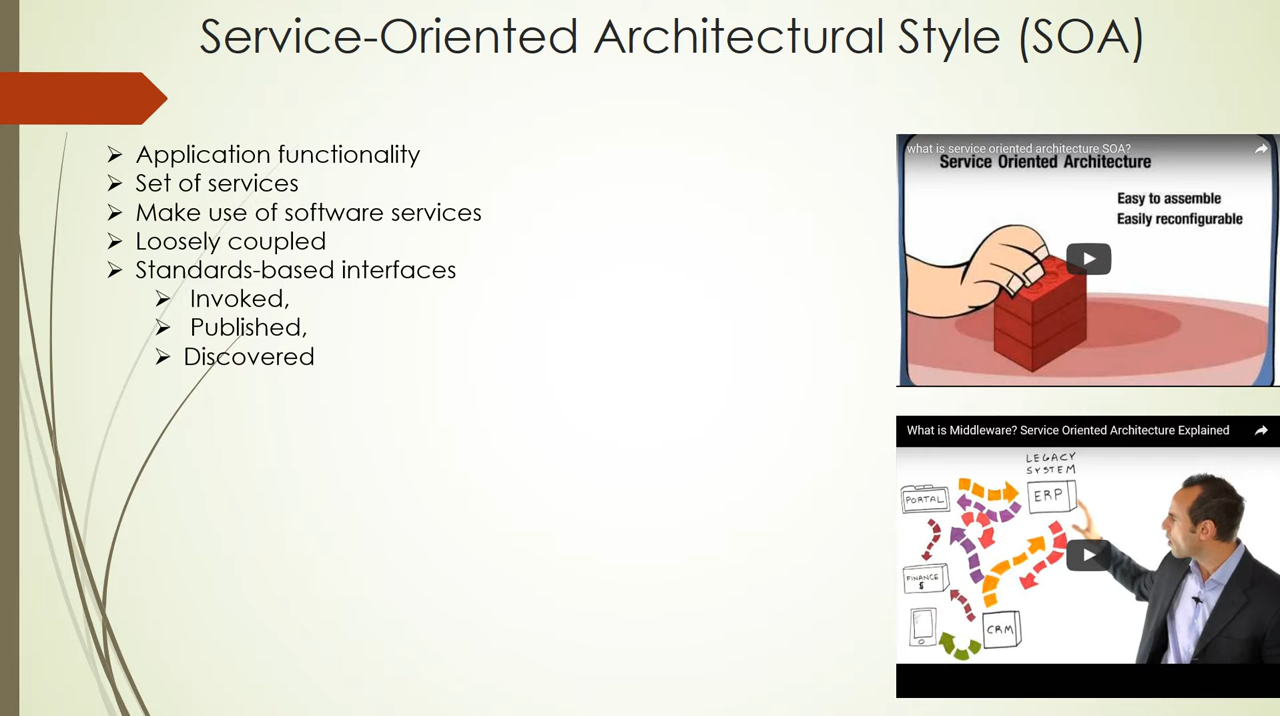 Service-Oriented Architectural Style (SOA)
Application functionality
Set of services
Make use of software services
Loosely coupled
Standards-based interfaces
Invoked,
Published,
Discovered
what is service oriented architecture SOA?
Service Oriented Architecture
Easy to assemble
Easily reconfigurable
What is Middleware? Service Oriented Architecture Explained
LEGACY
SYSTEM
PORTAL
ERP
FINANCE
$
CRM